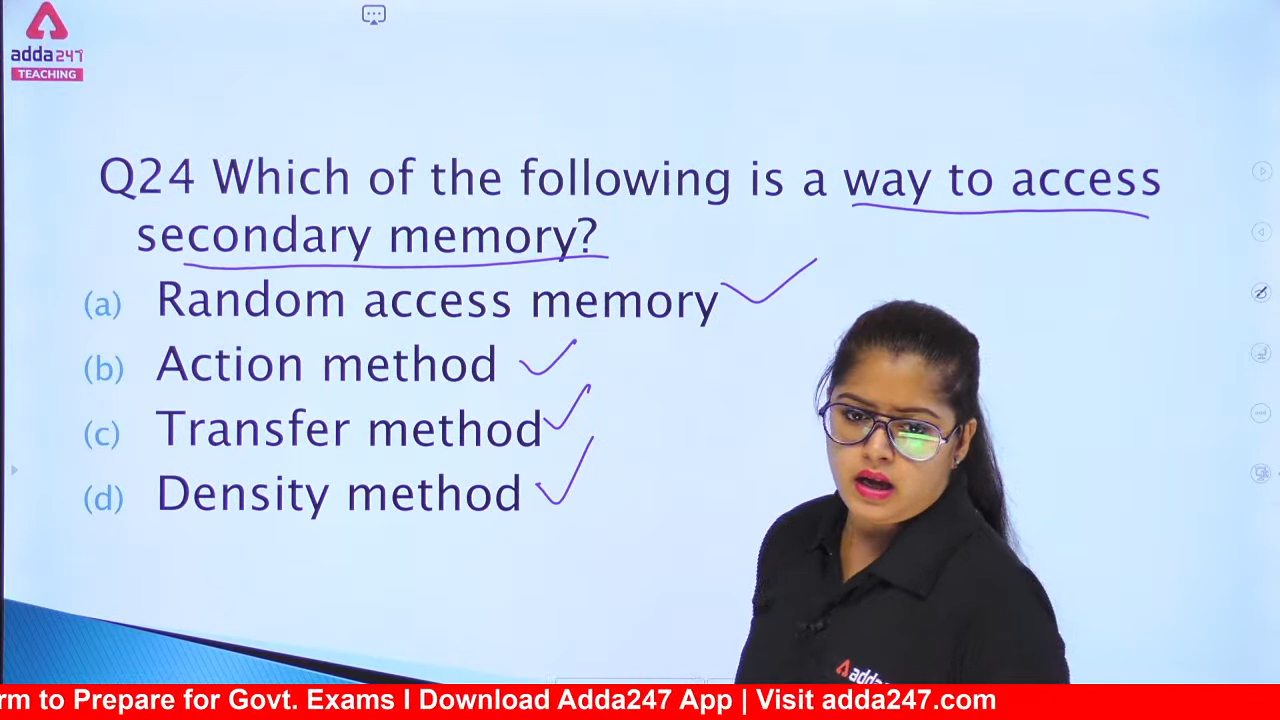 adda247
TEACHING
Q24 Which of the following is a way to access
secondary memory?
(a) Random access memory
(b) Action method
(c) Transfer method
(d) Density method
adda
rm to Prepare for Govt. Exams I Download Adda247 App | Visit adda247.com